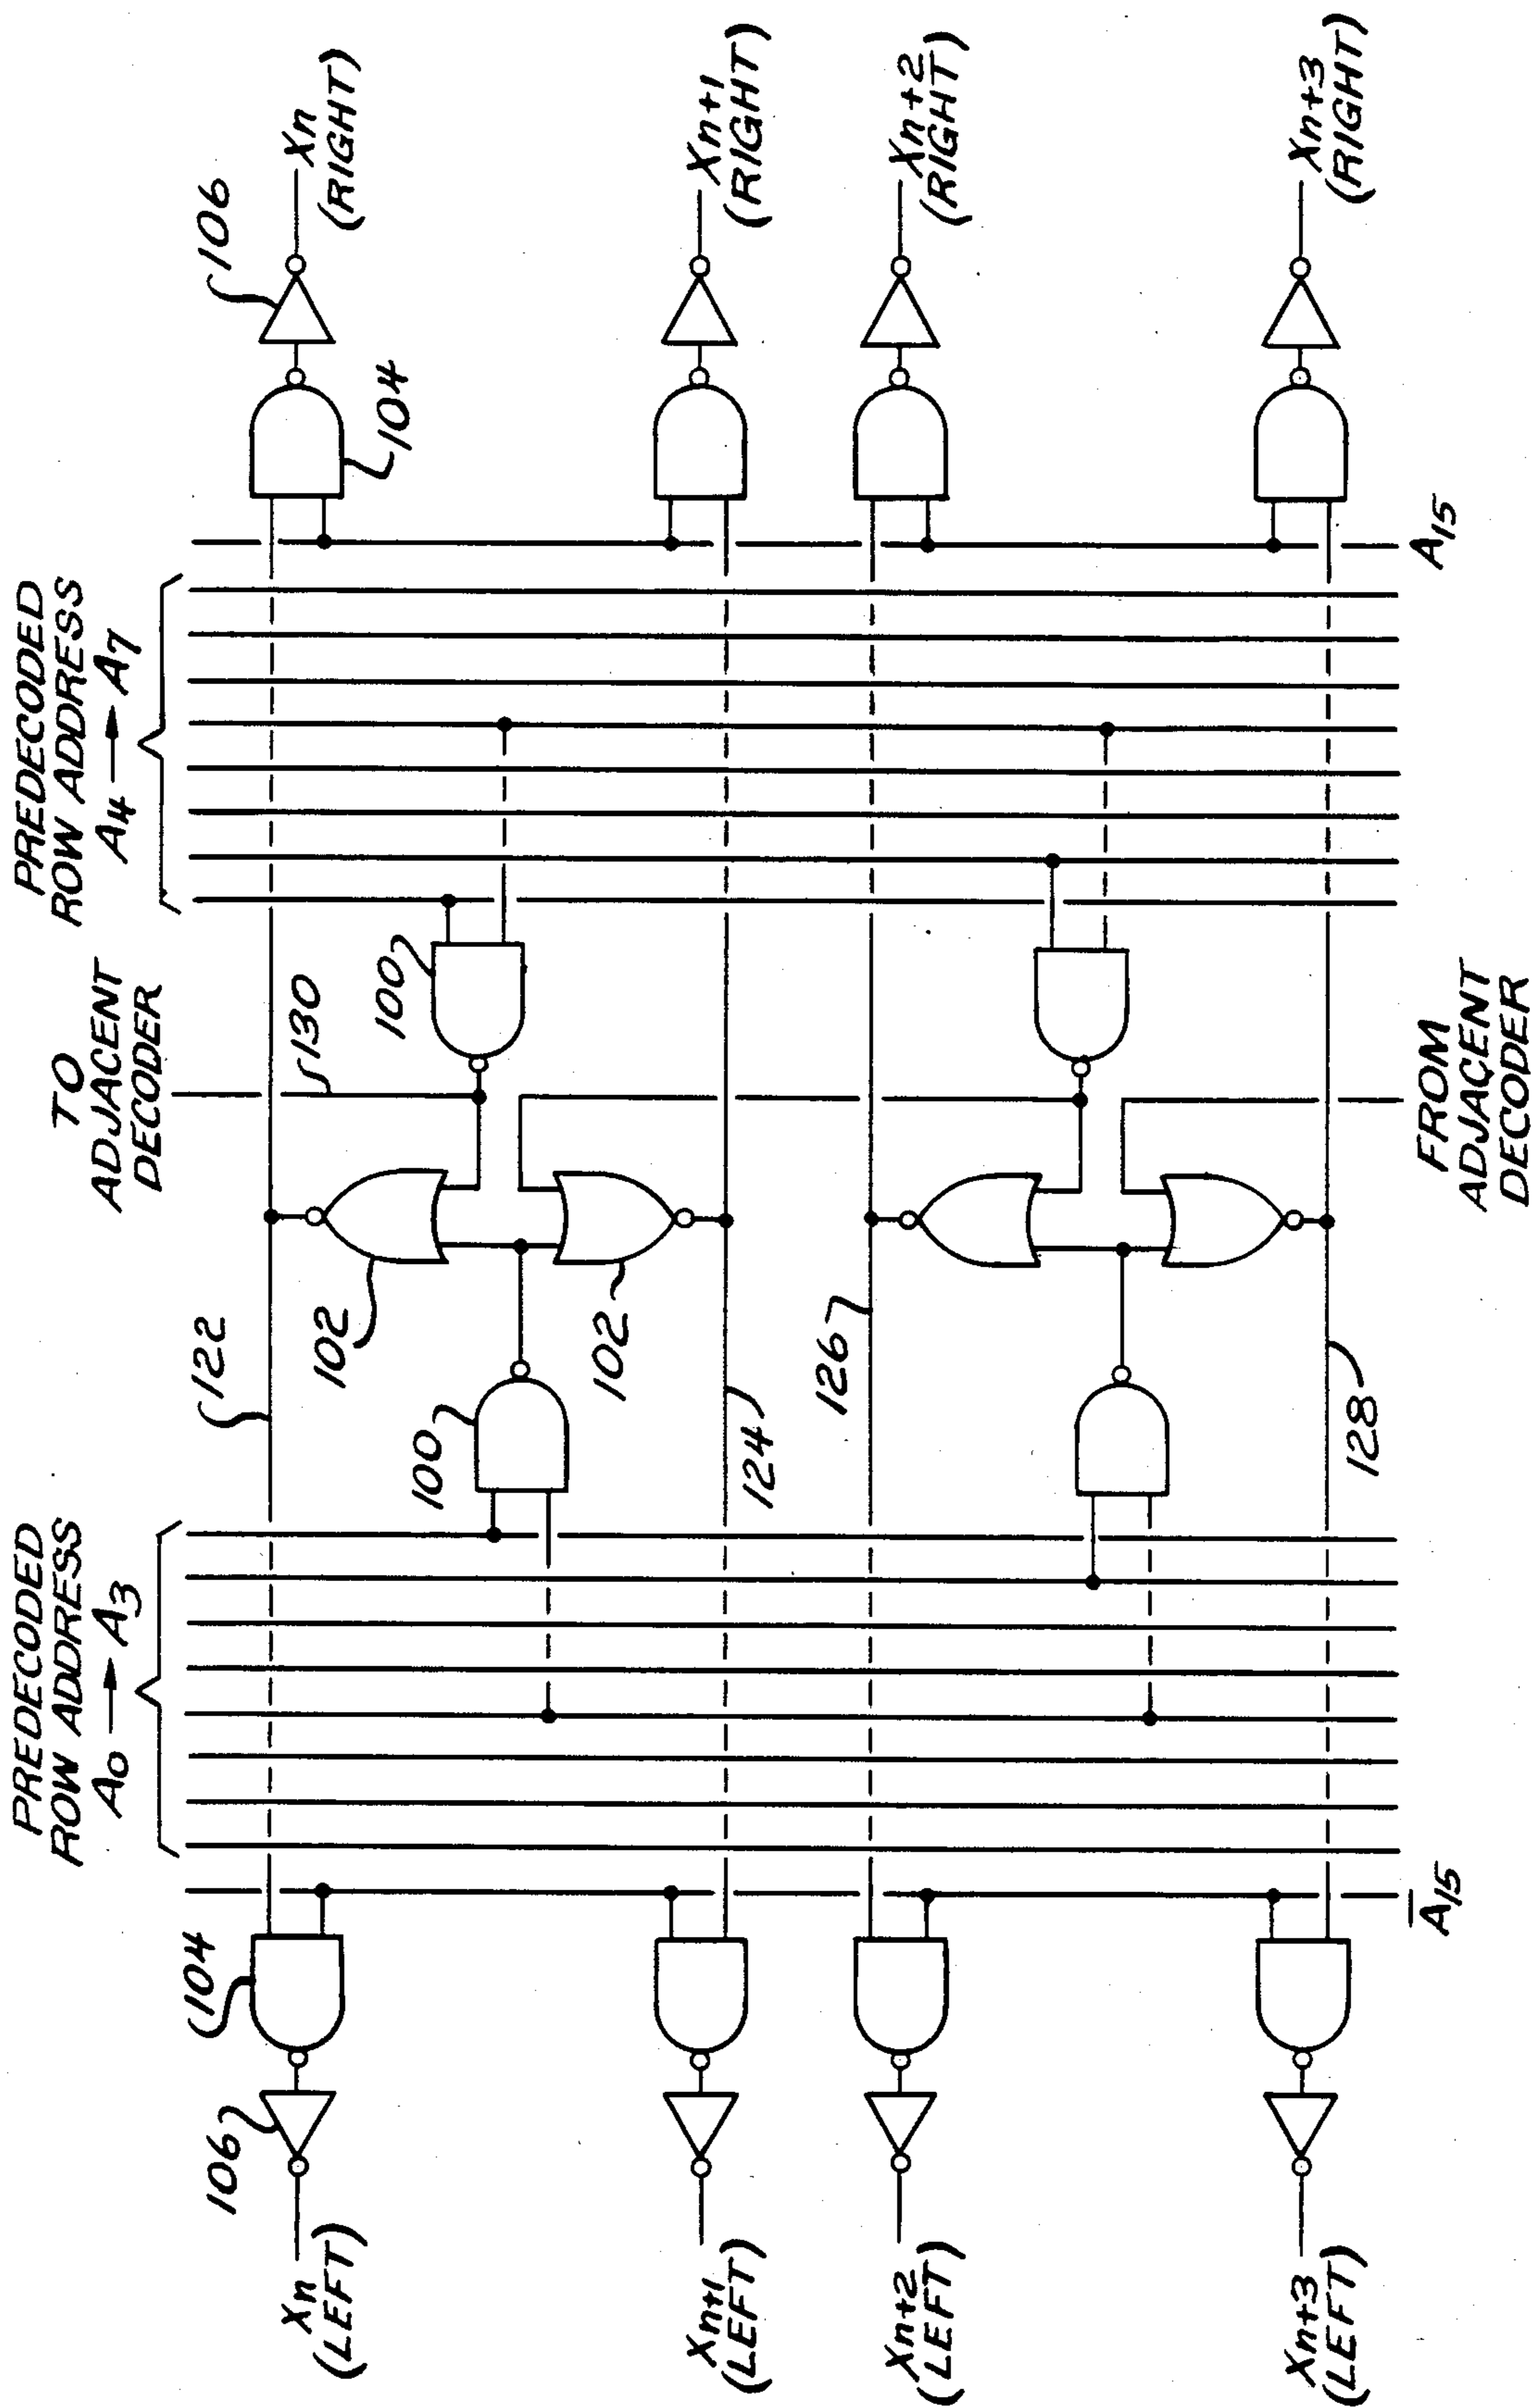 PREDECODED
ROW ADDRESS
A0 → A3
PREDECODED
ROW ADDRESS
A4 → A7
TO
ADJACENT
DECODER
130
122
102
100
100
102
124
126
128
104
106
104
106
Xn
(LEFT)
Xn+1
(LEFT)
Xn+2
(LEFT)
Xn+3
(LEFT)
Xn
(RIGHT)
Xn+1
(RIGHT)
Xn+2
(RIGHT)
Xn+3
(RIGHT)
A̅15
FROM
ADJACENT
DECODER
A15